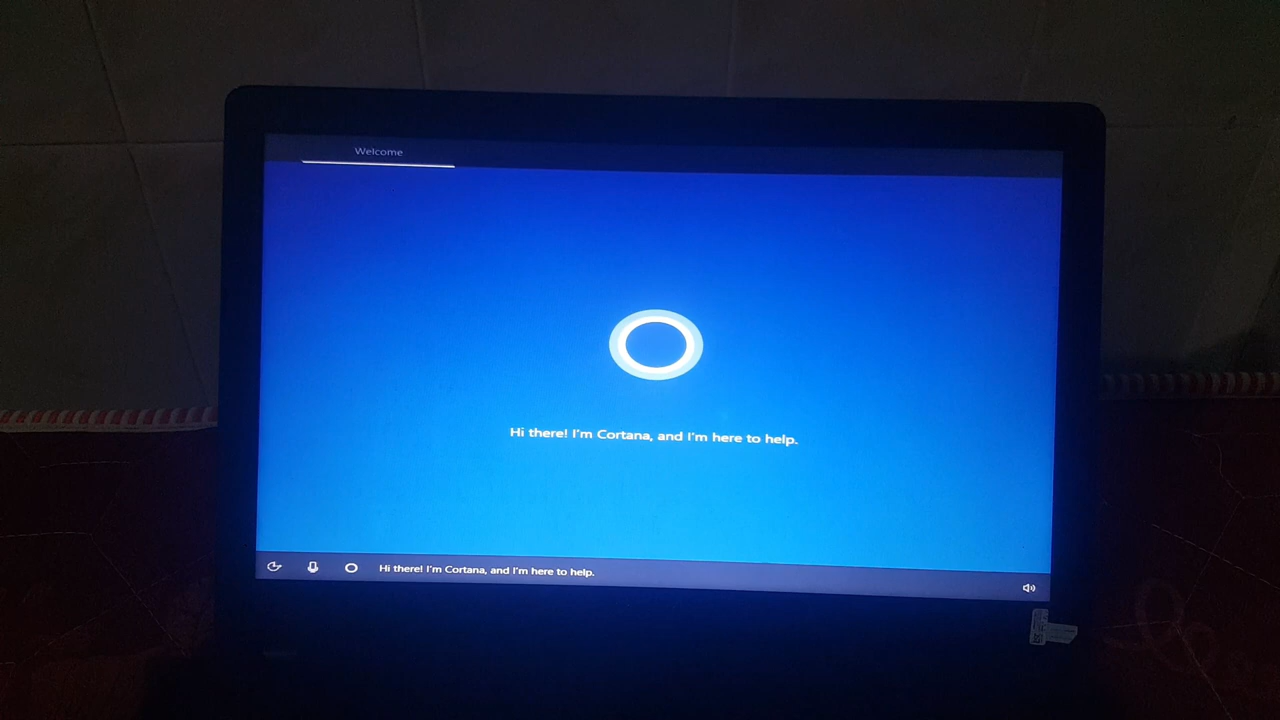 Welcome
Hi there! I'm Cortana, and I'm here to help.
Hi there! I'm Cortana, and I'm here to help.